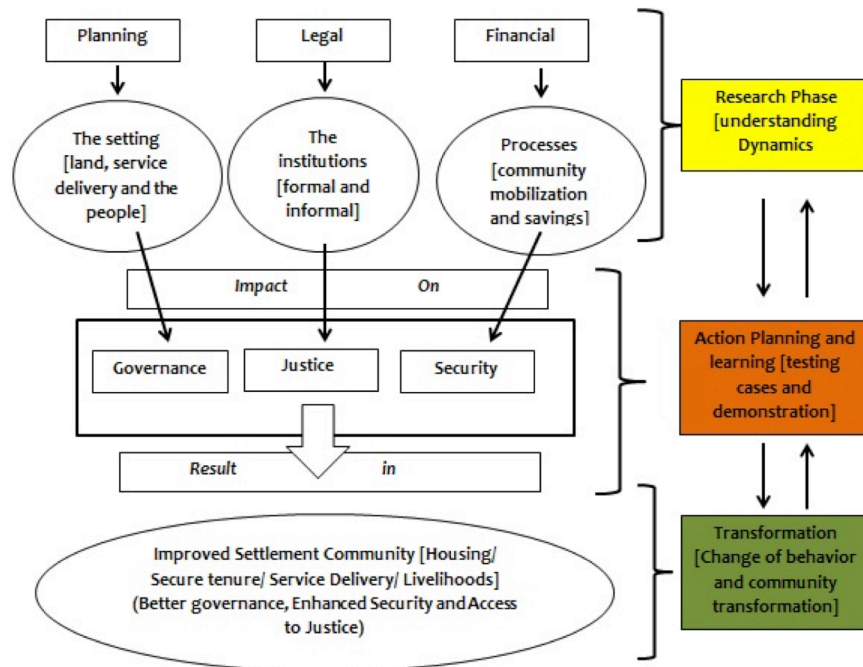 Planning
Legal
Financial
The setting
[land, service
delivery and the
people]
The
institutions
[formal and
informal]
Processes
[community
mobilization
and savings]
Research Phase
[understanding
Dynamics
Impact On
Governance
Justice
Security
Action Planning and
learning [testing
cases and
demonstration]
Result in
Improved Settlement Community [Housing/
Secure tenure/ Service Delivery/ Livelihoods]
(Better governance, Enhanced Security and Access
to Justice)
Transformation
[Change of behavior
and community
transformation]